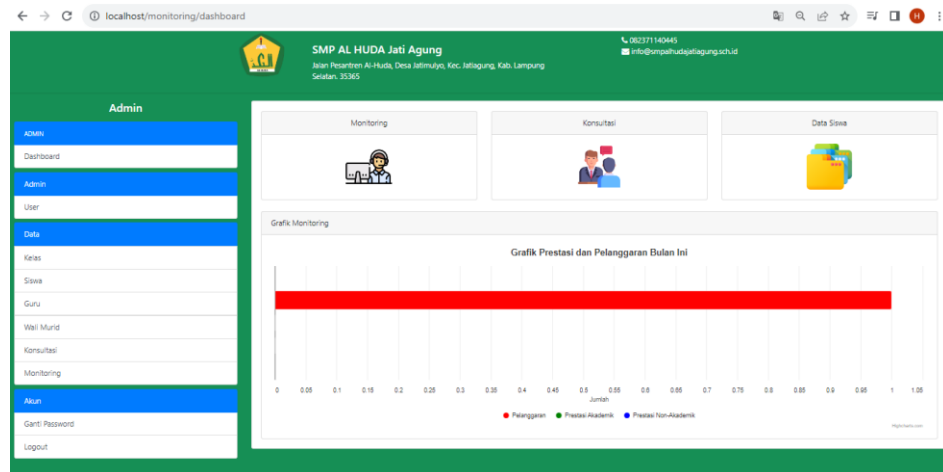 localhost/monitoring/dashboard
H
SMP AL HUDA Jati Agung
Jalan Pesantren Al-Huda, Desa Jatimulyo, Kec. Jatiagung, Kab. Lampung
Selatan. 35365
082371140445
info@smpalhudajatiagung.sch.id
Admin
ADMIN
Dashboard
Admin
User
Data
Kelas
Siswa
Guru
Wali Murid
Konsultasi
Monitoring
Akun
Ganti Password
Logout
Monitoring
Konsultasi
Data Siswa
Grafik Monitoring
Grafik Prestasi dan Pelanggaran Bulan Ini
0 0.05 0.1 0.15 0.2 0.25 0.3 0.35 0.4 0.45 0.5 0.55 0.6 0.65 0.7 0.75 0.8 0.85 0.9 0.95 1 1.05
Jumlah
Pelanggaran Prestasi Akademik Prestasi Non-Akademik
Highcharts.com